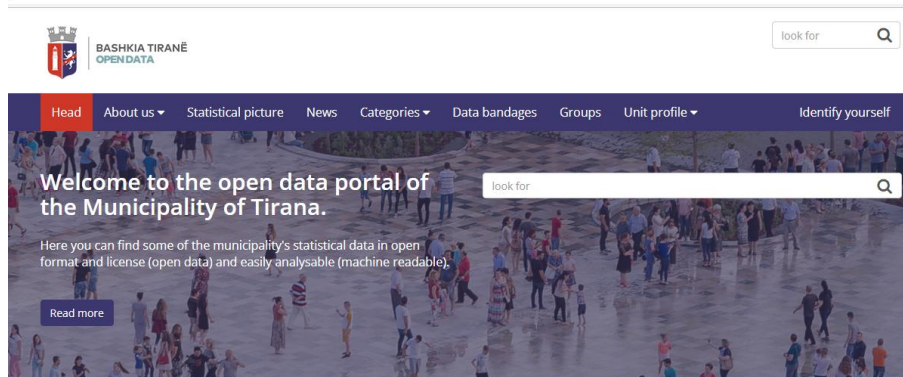 look for
BASHKIA TIRANË
OPEN DATA
Head About us Statistical picture News Categories Data bandages Groups Unit profile Identify yourself
Welcome to the open data portal of
the Municipality of Tirana.
look for
Here you can find some of the municipality's statistical data in open
format and license (open data) and easily analysable (machine readable).
Read more